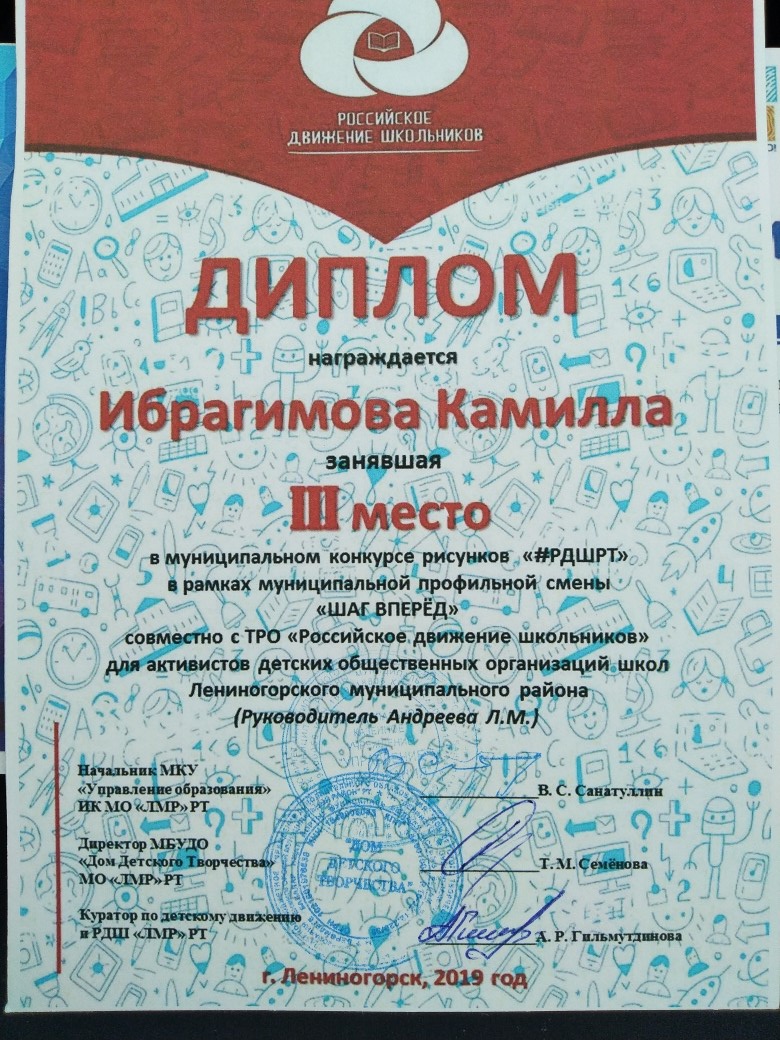 РОССИЙСКОЕ
ДВИЖЕНИЕ ШКОЛЬНИКОВ
ДИПЛОМ
награждается
Ибрагимова Камилла
занявшая
III место
в муниципальном конкурсе рисунков «#РДШРТ»
в рамках муниципальной профильной смены
«ШАГ ВПЕРЁД»
совместно с ТРО «Российское движение школьников»
для активистов детских общественных организаций школ
Лениногорского муниципального района
(Руководитель Андреева Л.М.)
Начальник МКУ
«Управление образования»
ИК МО «ЛМР» РТ
В. С. Санатуллин
Директор МБУДО
«Дом Детского Творчества»
МО «ЛМР» РТ
Т. М. Семёнова
"ДОМ
ДЕТСКОГО
ТВОРЧЕСТВА"
Куратор по детскому движению
и РДШ «ЛМР» РТ
А. Р. Гильмутдинова
г. Лениногорск, 2019 год